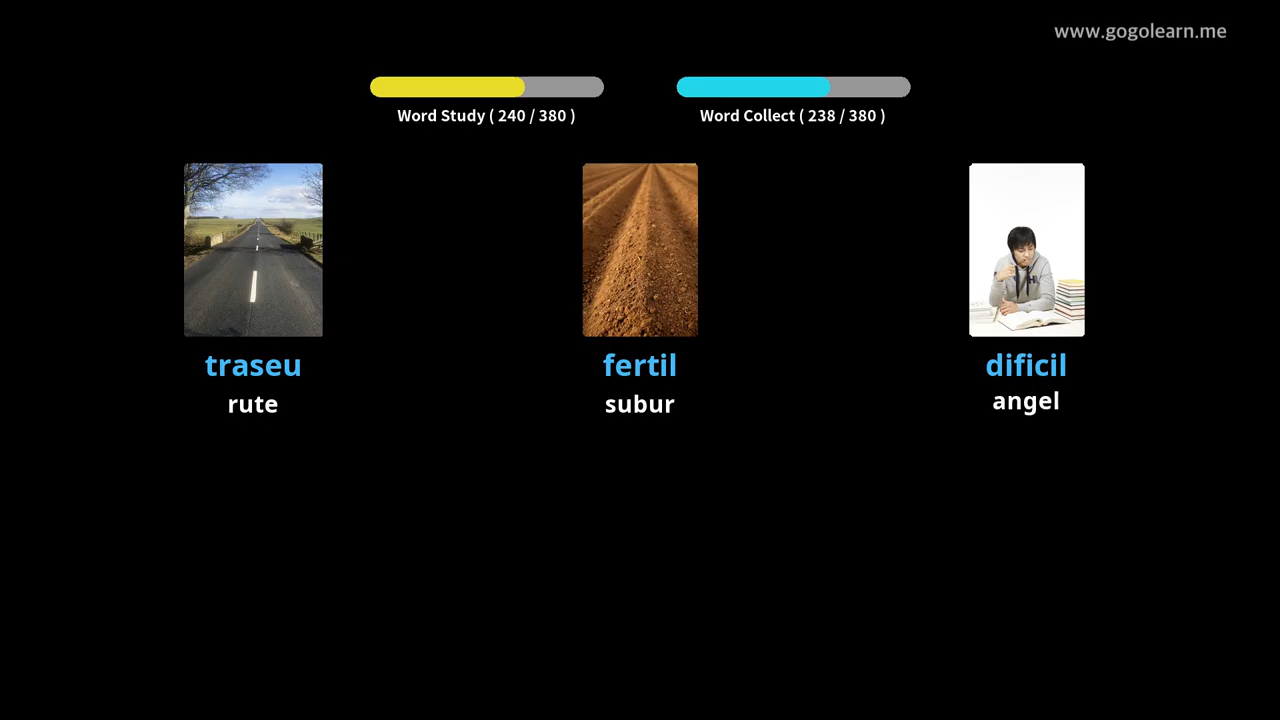 www.gogolearn.me
Word Study ( 240 / 380 )
Word Collect ( 238 / 380 )
traseu
rute
fertil
subur
dificil
angel